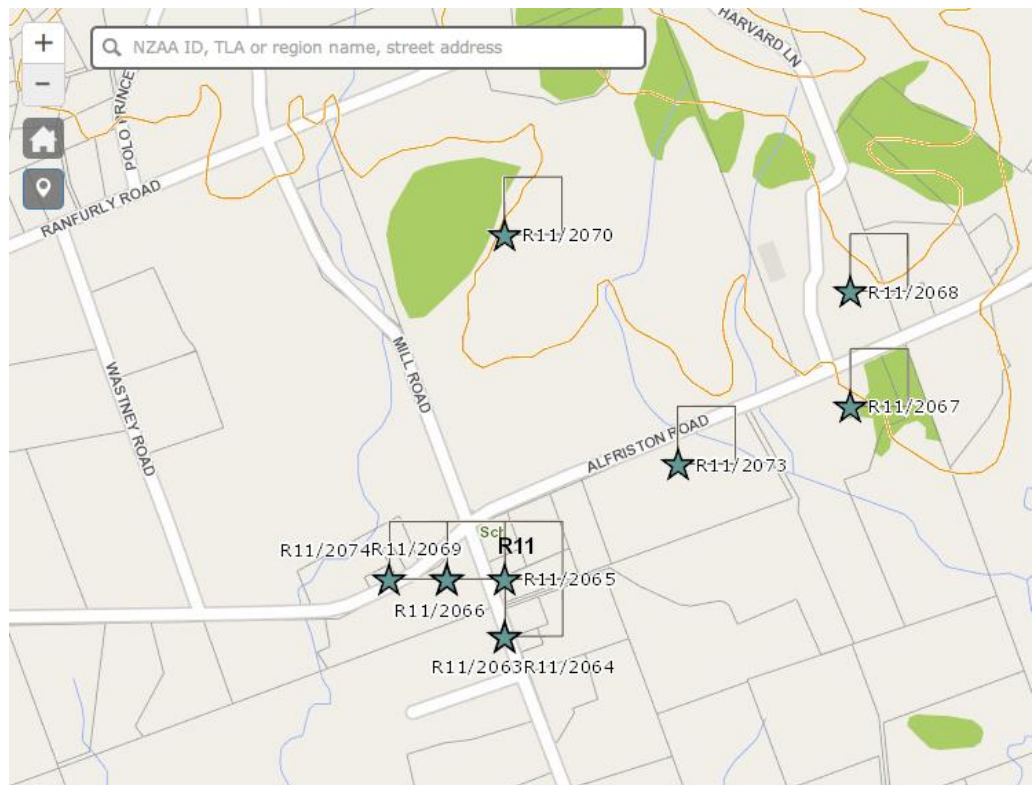 +
NZAA ID, TLA or region name, street address
−
HARVARD LN
POLO PRINCE
RANFURLY ROAD
R11/2070
R11/2068
MILL ROAD
WASTNEY ROAD
R11/2067
ALFRISTON ROAD
R11/2073
Sch
R11
R11/2074R11/2069
R11/2065
R11/2066
R11/2063R11/2064